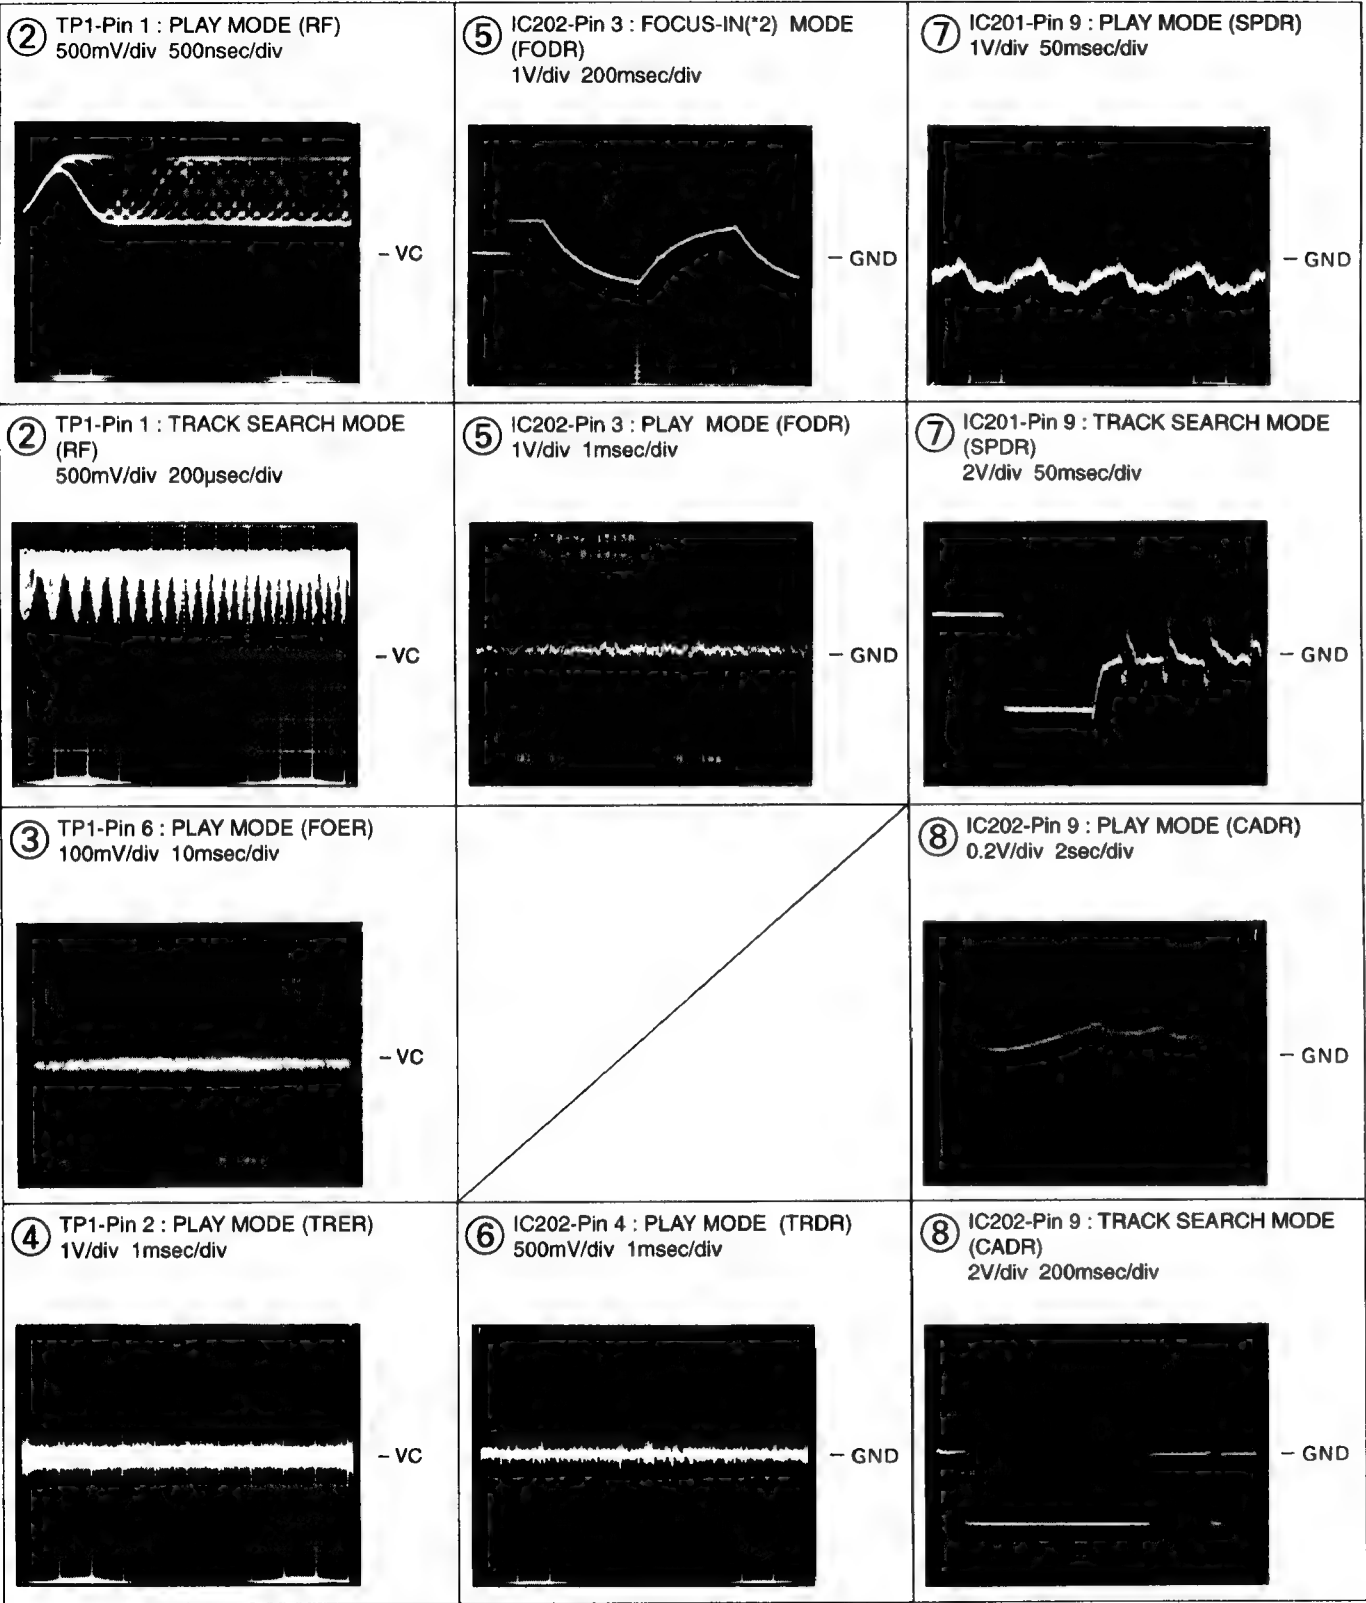 ② TP1-Pin 1 : PLAY MODE (RF)
500mV/div 500nsec/div
– VC
⑤ IC202-Pin 3 : FOCUS-IN(*2) MODE
(FODR)
1V/div 200msec/div
– GND
⑦ IC201-Pin 9 : PLAY MODE (SPDR)
1V/div 50msec/div
– GND
② TP1-Pin 1 : TRACK SEARCH MODE
(RF)
500mV/div 200µsec/div
– VC
⑤ IC202-Pin 3 : PLAY MODE (FODR)
1V/div 1msec/div
– GND
⑦ IC201-Pin 9 : TRACK SEARCH MODE
(SPDR)
2V/div 50msec/div
– GND
③ TP1-Pin 6 : PLAY MODE (FOER)
100mV/div 10msec/div
– VC
⑧ IC202-Pin 9 : PLAY MODE (CADR)
0.2V/div 2sec/div
– GND
④ TP1-Pin 2 : PLAY MODE (TRER)
1V/div 1msec/div
– VC
⑥ IC202-Pin 4 : PLAY MODE (TRDR)
500mV/div 1msec/div
– GND
⑧ IC202-Pin 9 : TRACK SEARCH MODE
(CADR)
2V/div 200msec/div
– GND